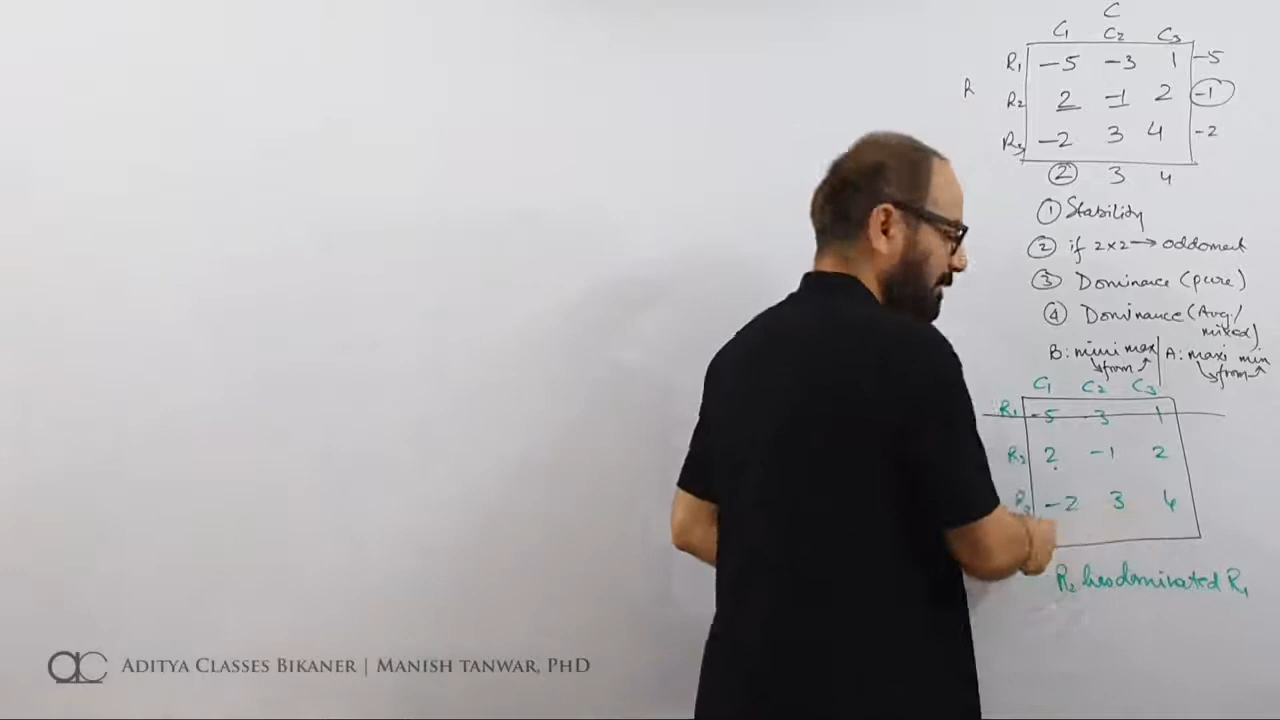 C
C1 C2 C3
R1 -5 -3 1 -5
R R2 2 -1 2 -1
R3 -2 3 4 -2
2 3 4
① Stability
② if 2×2 → oddoment
③ Dominance (pure)
④ Dominance (Avg/
mixed)
B: mini max | A: maxi min
from from
C1 C2 C3
R1 -5 -3 1
R2 2 -1 2
R3 -2 3 4
R2 has dominated R1
ac ADITYA CLASSES BIKANER | MANISH TANWAR, PhD